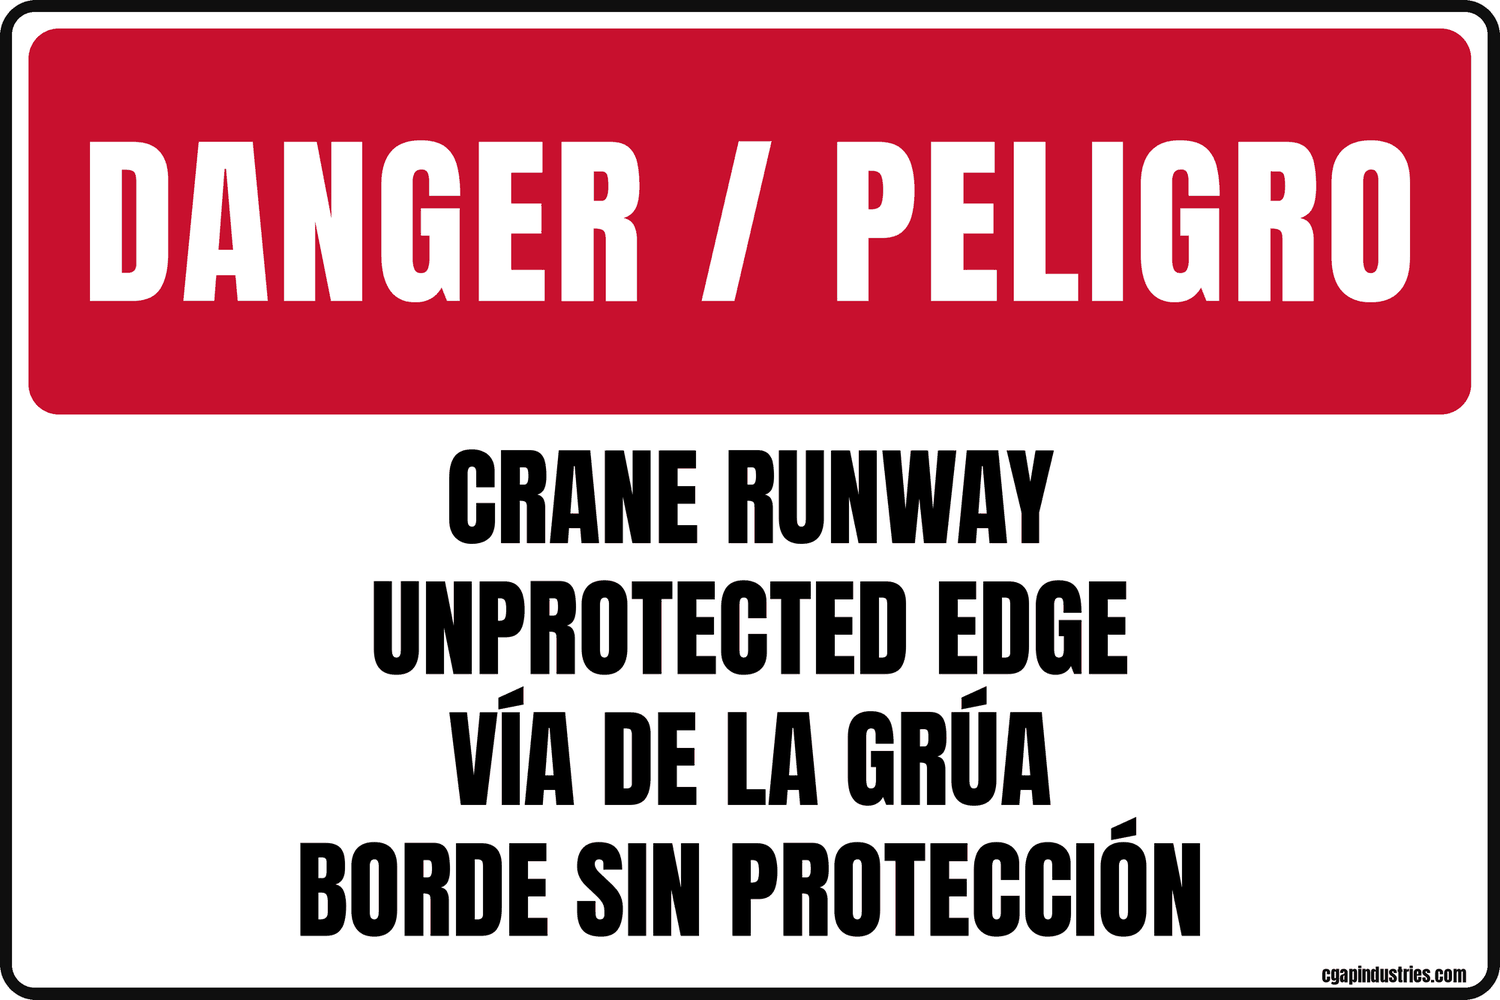 DANGER / PELIGRO
CRANE RUNWAY
UNPROTECTED EDGE
VÍA DE LA GRÚA
BORDE SIN PROTECCIÓN
cgapindustries.com